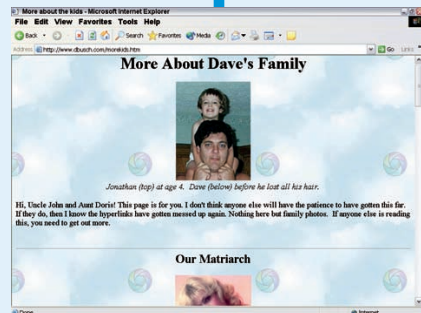 More about the kids - Microsoft Internet Explorer
File Edit View Favorites Tools Help
Back Search Favorites Media
Address http://www.dbusch.com/morekids.htm Go Links
More About Dave's Family
Jonathan (top) at age 4. Dave (below) before he lost all his hair.
Hi, Uncle John and Aunt Doris! This page is for you. I don't think anyone else will have the patience to have gotten this far.
If they do, then I know the hyperlinks have gotten messed up again. Nothing here but family photos. If anyone else is reading
this, you need to get out more.
Our Matriarch
Done Internet